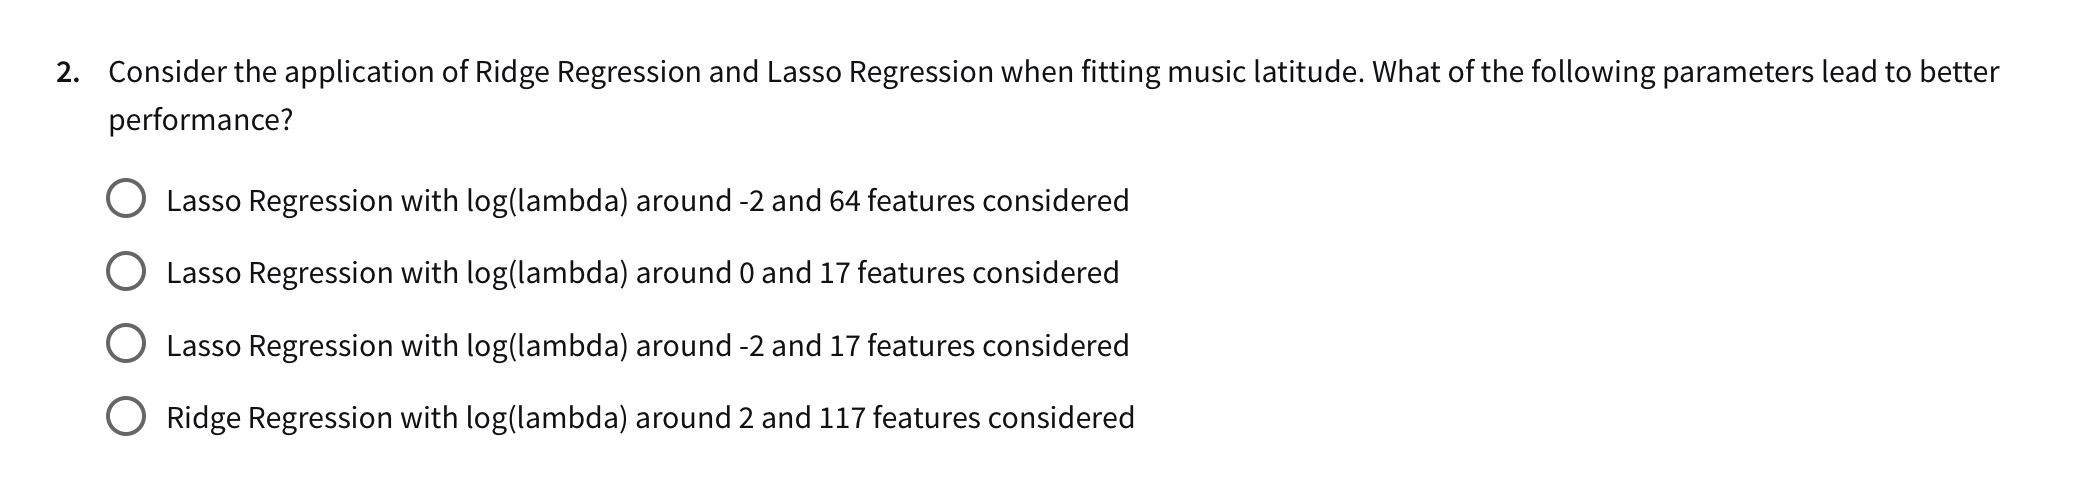 2. Consider the application of Ridge Regression and Lasso Regression when fitting music latitude. What of the following parameters lead to better
performance?
Lasso Regression with log(lambda) around -2 and 64 features considered
Lasso Regression with log(lambda) around 0 and 17 features considered
Lasso Regression with log(lambda) around -2 and 17 features considered
Ridge Regression with log(lambda) around 2 and 117 features considered